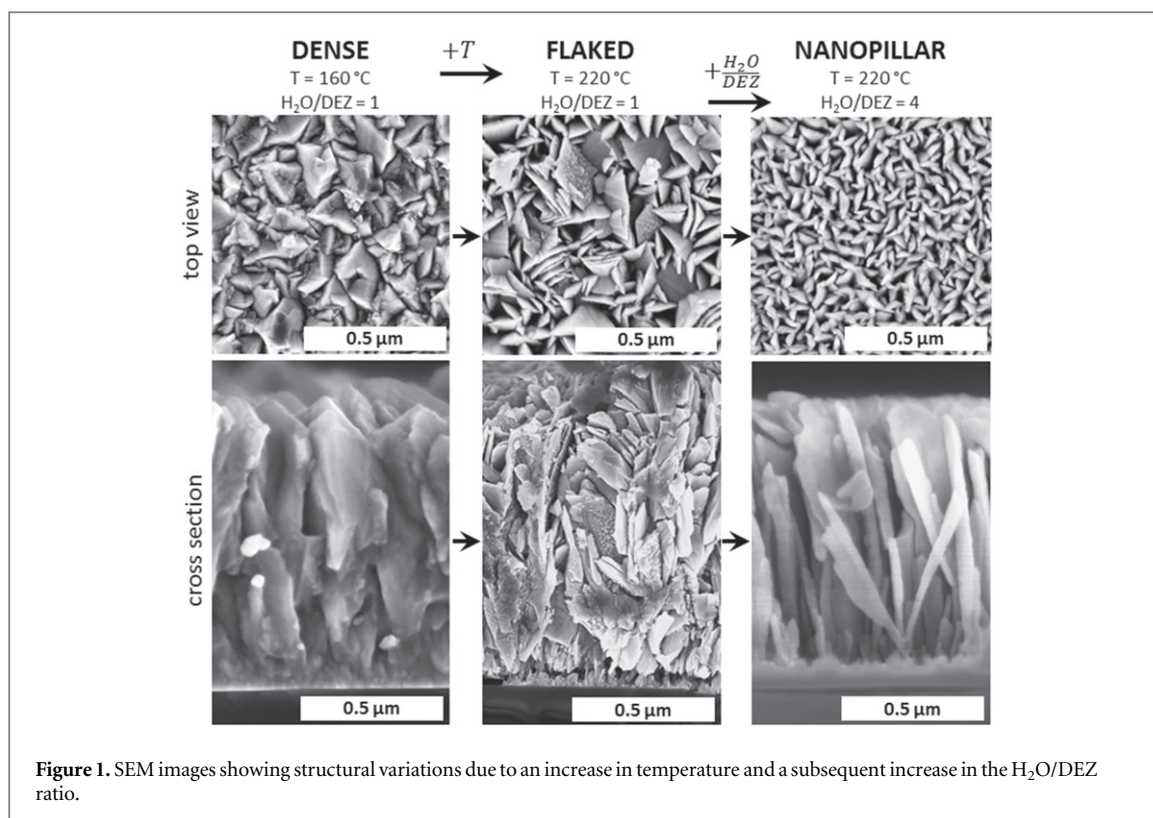 DENSE
+T
FLAKED
+ H₂O/DEZ
NANOPILLAR
T = 160 °C
T = 220 °C
T = 220 °C
H₂O/DEZ = 1
H₂O/DEZ = 1
H₂O/DEZ = 4
top view
0.5 µm
0.5 µm
0.5 µm
cross section
0.5 µm
0.5 µm
0.5 µm
Figure 1. SEM images showing structural variations due to an increase in temperature and a subsequent increase in the H₂O/DEZ
ratio.